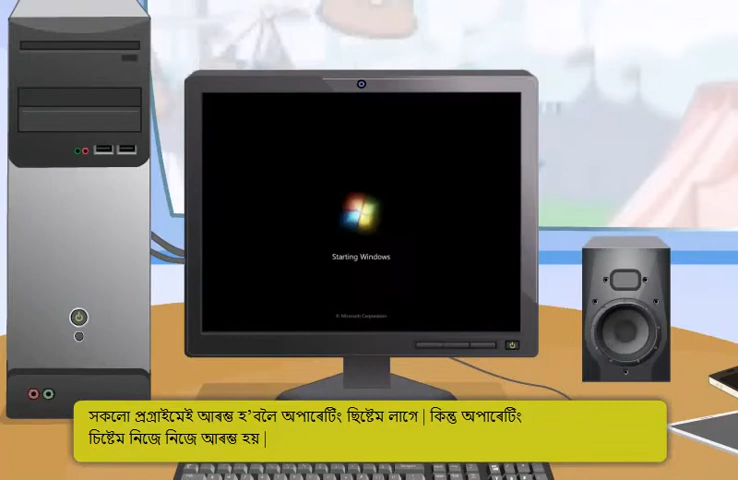 Starting Windows
© Microsoft Corporation
সকলো প্ৰগ্ৰাইমেই আৰম্ভ হ’বলৈ অপাৰেটিং ছিষ্টেম লাগে | কিন্তু অপাৰেটিং
চিষ্টেম নিজে নিজে আৰম্ভ হয় |